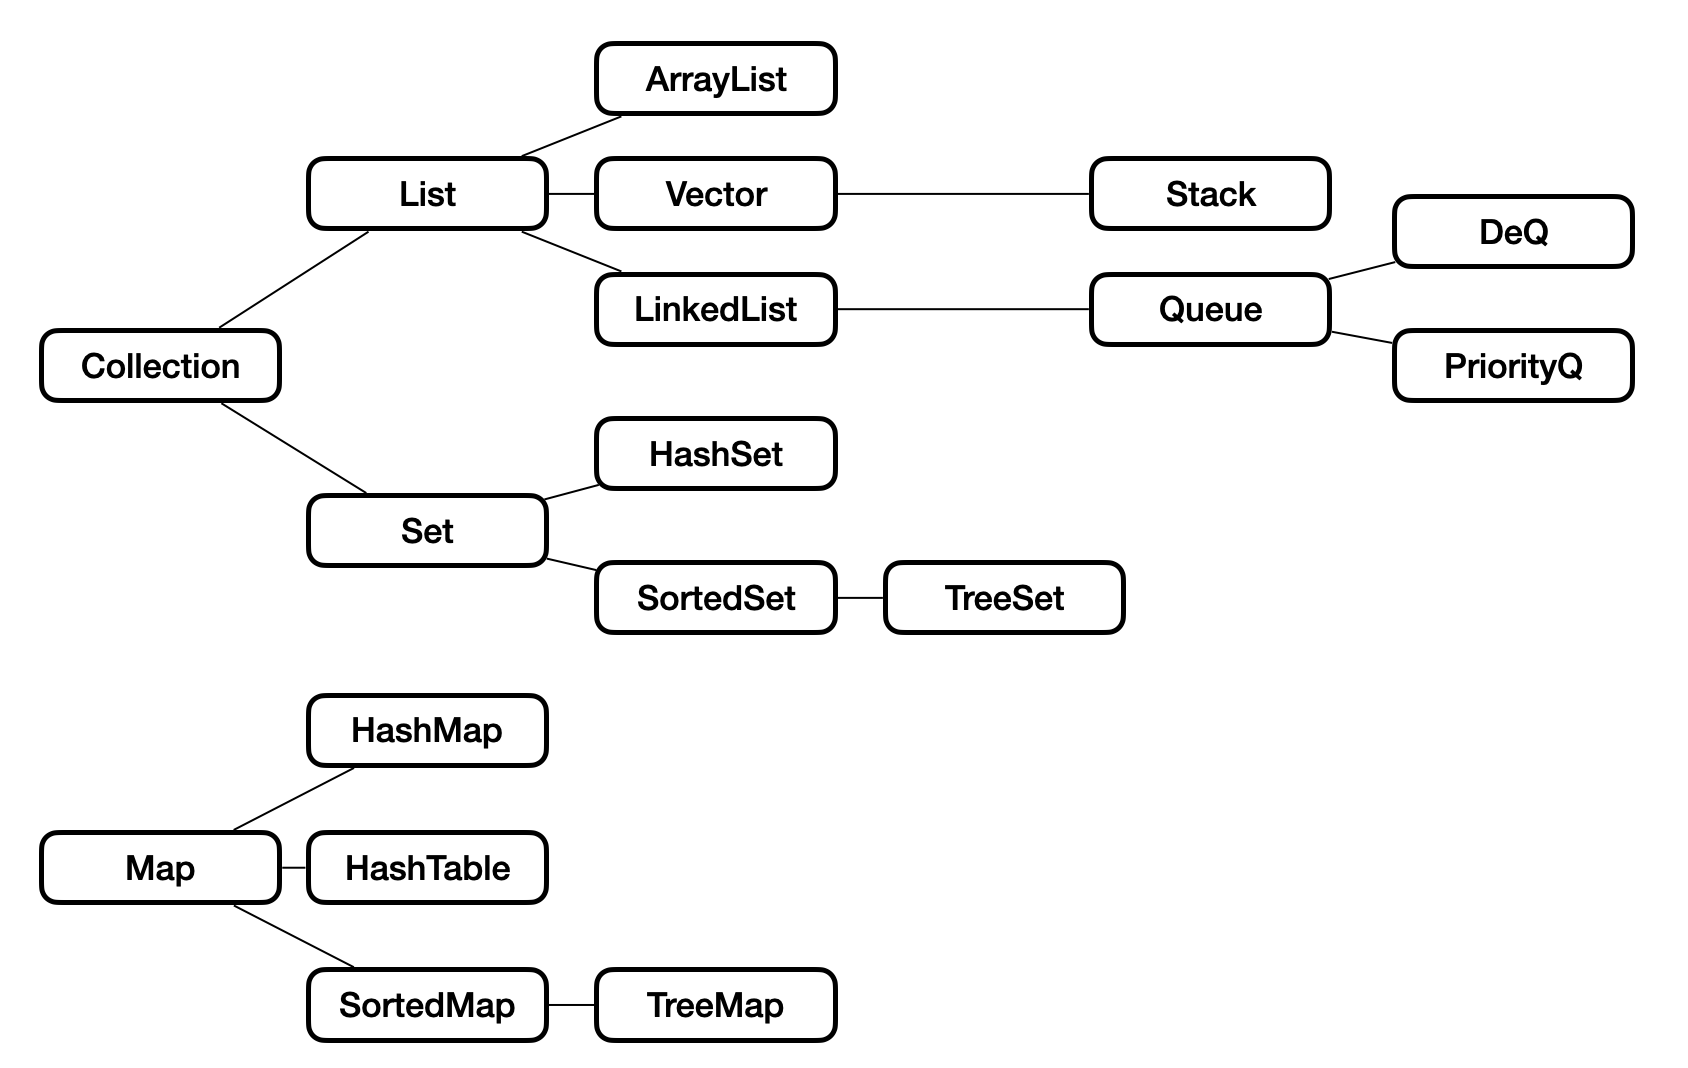 ArrayList
List
Vector
Stack
DeQ
LinkedList
Queue
Collection
PriorityQ
HashSet
Set
SortedSet
TreeSet
HashMap
Map
HashTable
SortedMap
TreeMap